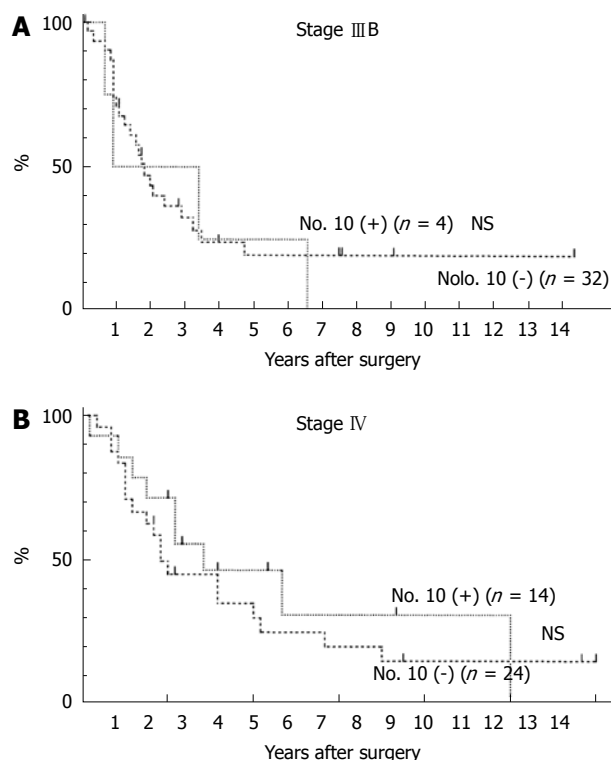 A
Stage ⅢB
100
%
50
No. 10 (+) (n = 4) NS
Nolo. 10 (-) (n = 32)
0
1 2 3 4 5 6 7 8 9 10 11 12 13 14
Years after surgery
B
Stage Ⅳ
100
%
50
No. 10 (+) (n = 14)
NS
No. 10 (-) (n = 24)
0
1 2 3 4 5 6 7 8 9 10 11 12 13 14
Years after surgery